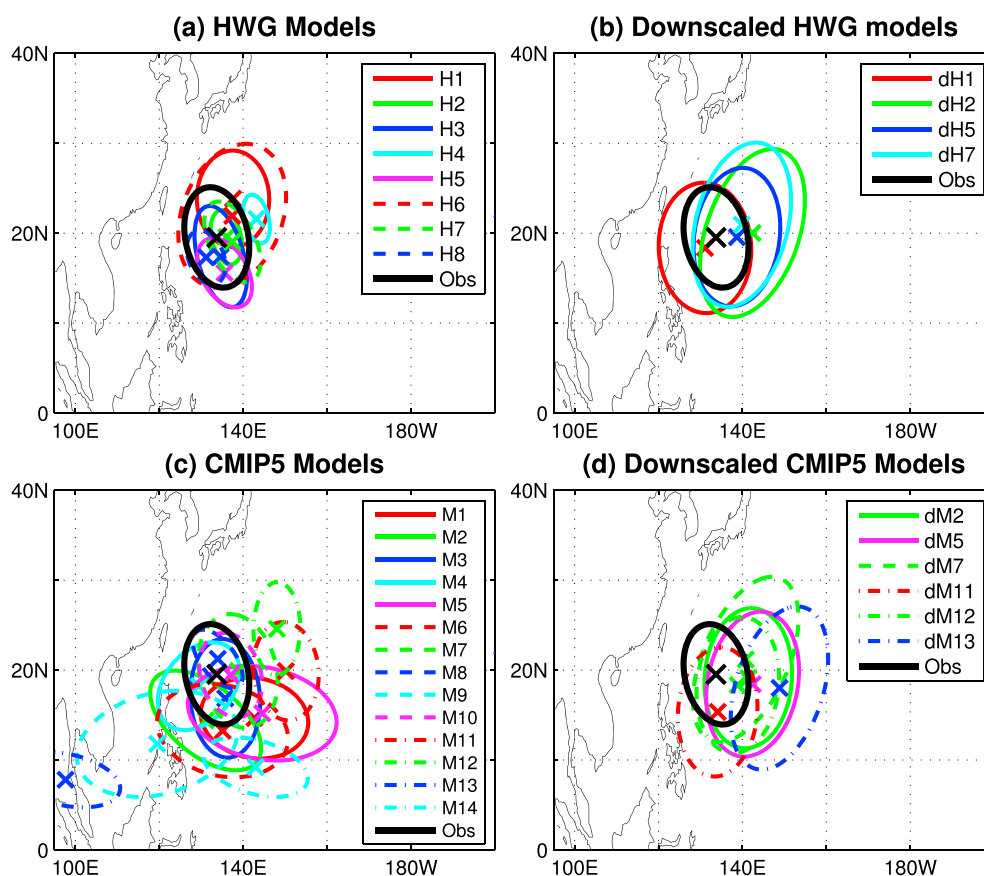 (a) HWG Models
40N
20N
0
100E
140E
180W
H1
H2
H3
H4
H5
H6
H7
H8
Obs
(b) Downscaled HWG models
40N
20N
0
100E
140E
180W
dH1
dH2
dH5
dH7
Obs
(c) CMIP5 Models
40N
20N
0
100E
140E
180W
M1
M2
M3
M4
M5
M6
M7
M8
M9
M10
M11
M12
M13
M14
Obs
(d) Downscaled CMIP5 Models
40N
20N
0
100E
140E
180W
dM2
dM5
dM7
dM11
dM12
dM13
Obs